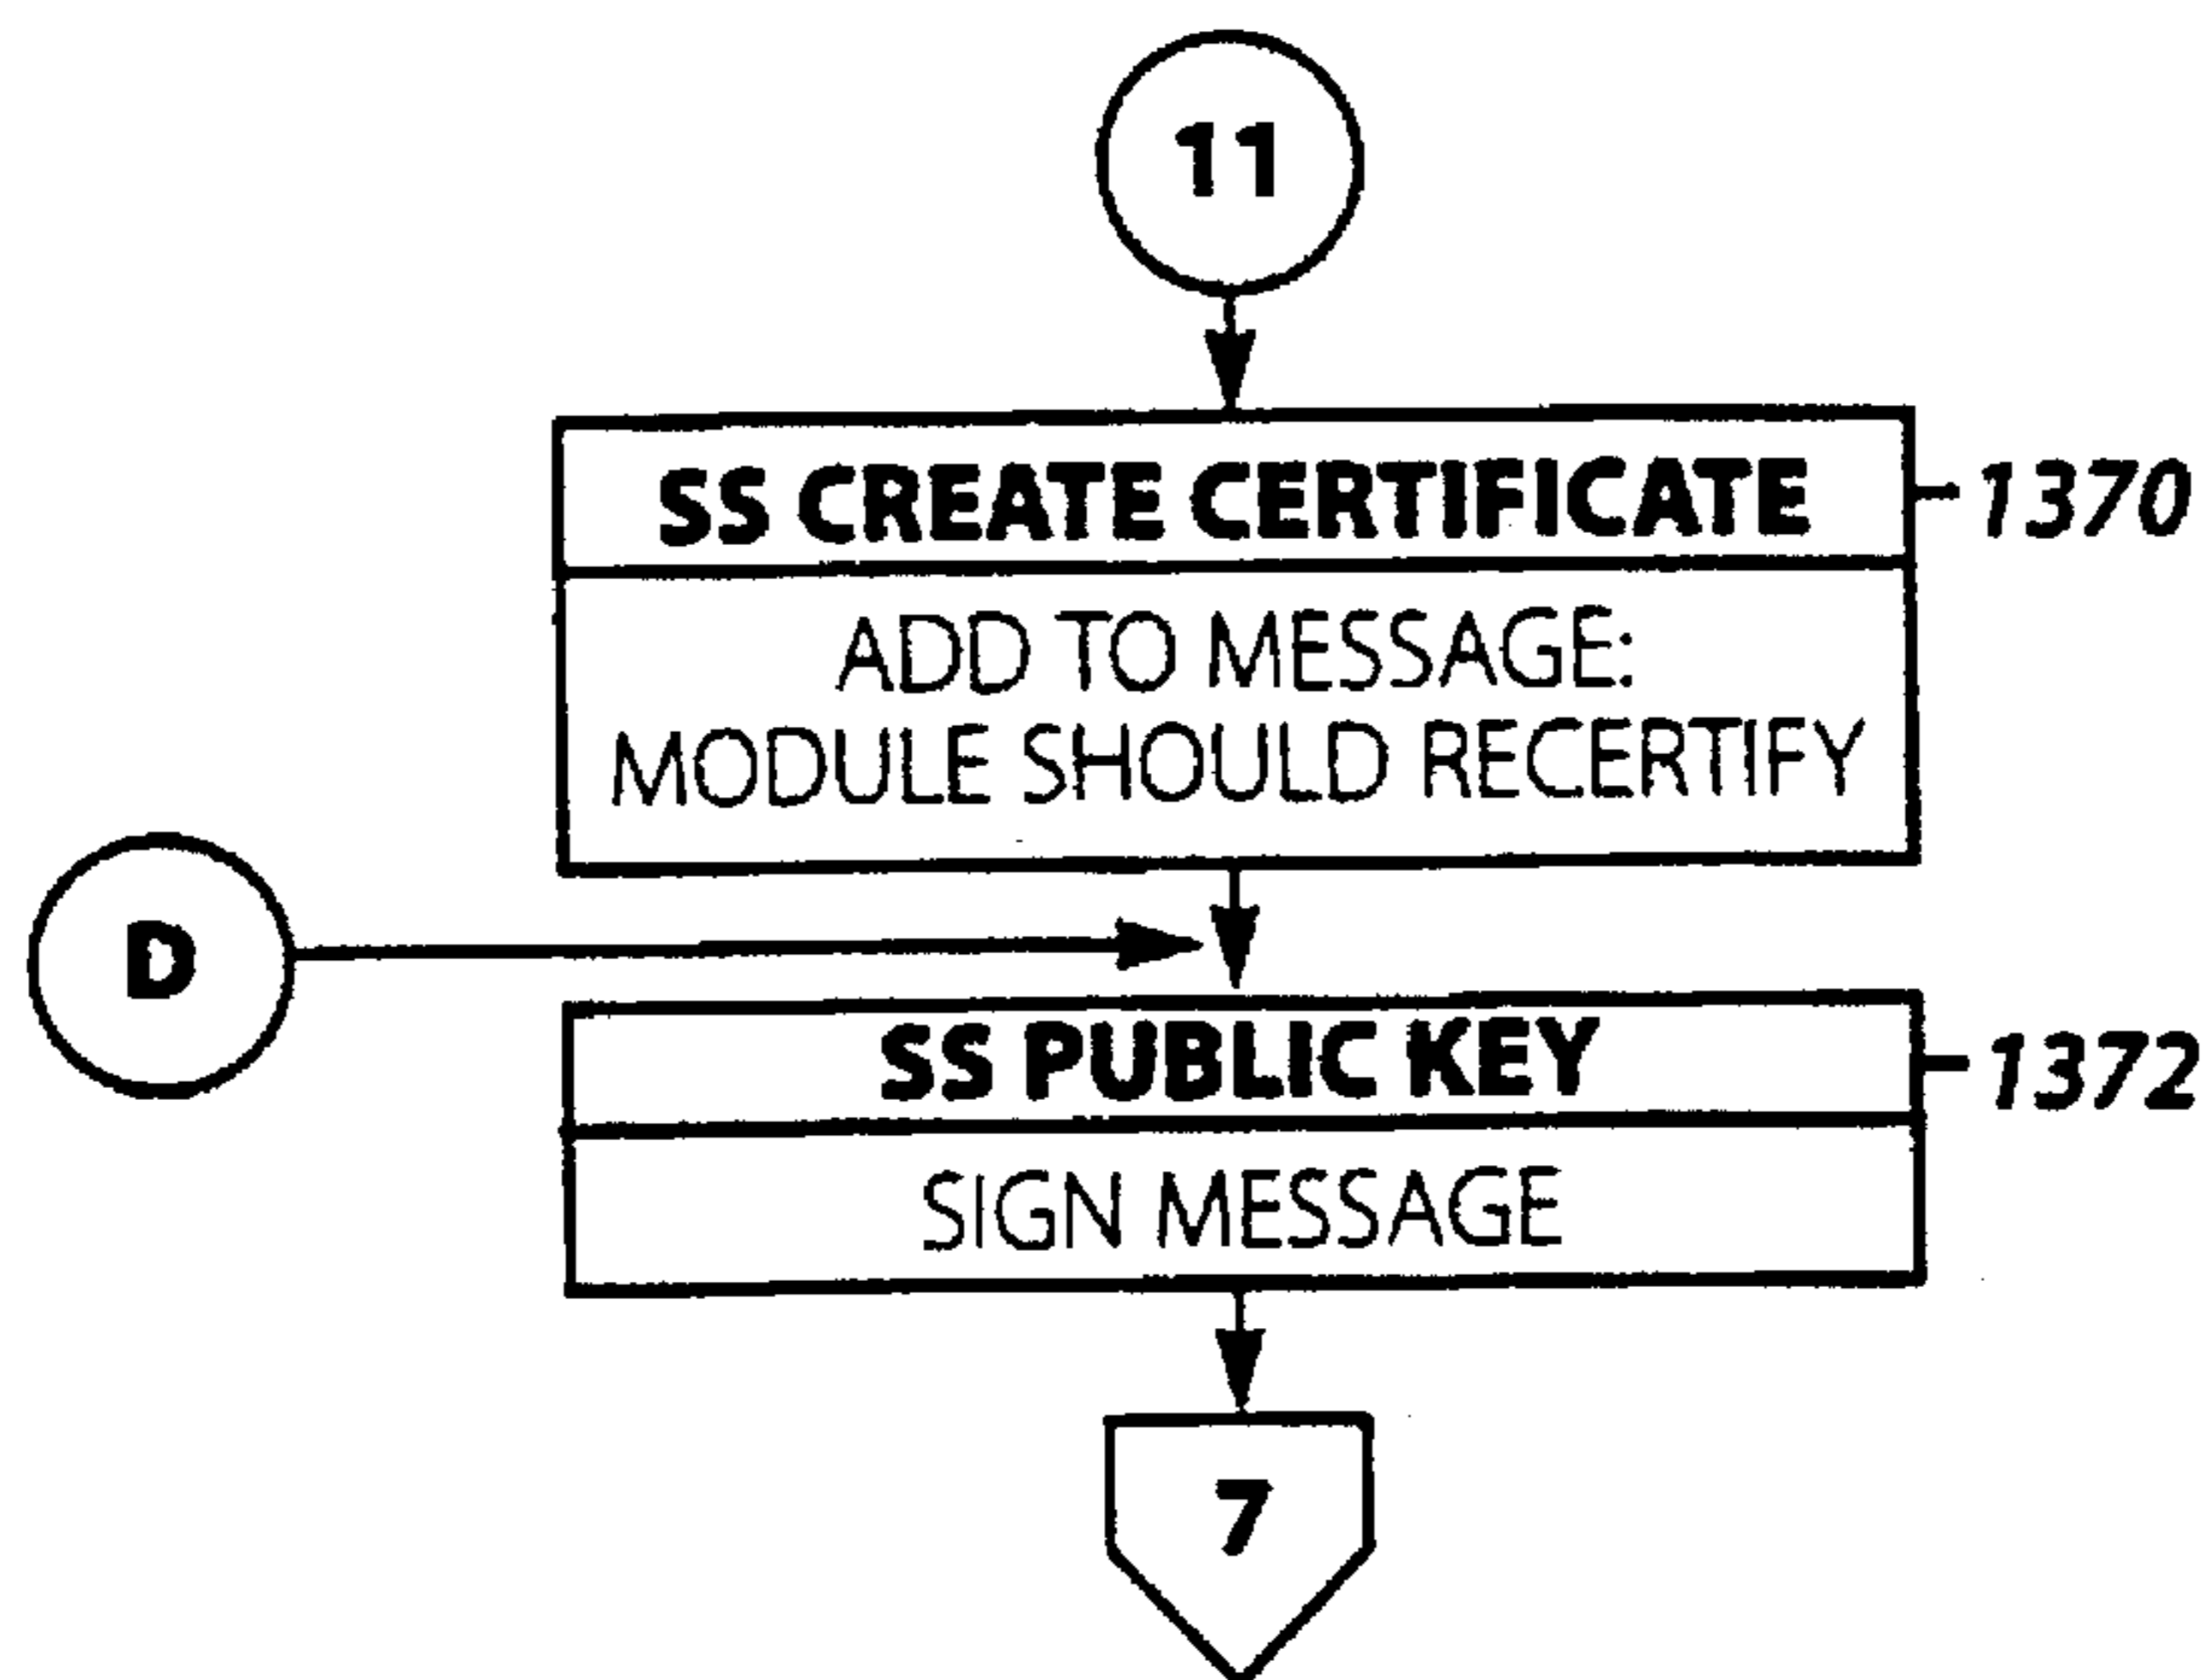 11
SS CREATE CERTIFICATE
1370
ADD TO MESSAGE:
MODULE SHOULD RECERTIFY
D
SS PUBLIC KEY
1372
SIGN MESSAGE
7